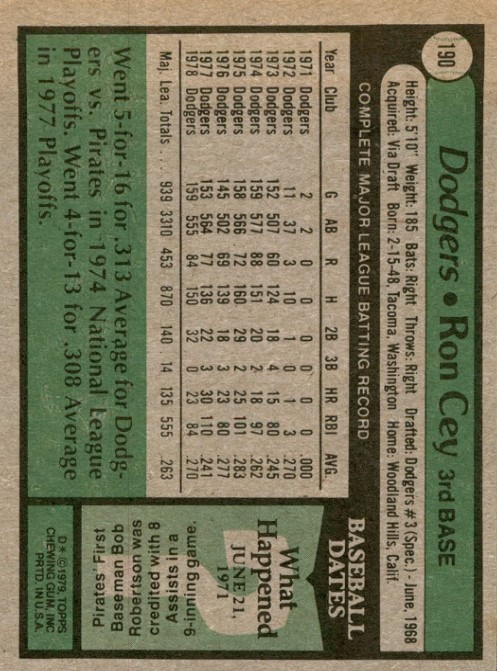 190
Dodgers • Ron Cey 3rd BASE
Height: 5'10" Weight: 185 Bats: Right Throws: Right Drafted: Dodgers #3 (Spec.) - June, 1968
Acquired: Via Draft Born: 2-15-48, Tacoma, Washington Home: Woodland Hills, Calif.
COMPLETE MAJOR LEAGUE BATTING RECORD
Year Club G AB R H 2B 3B HR RBI AVG.
1971 Dodgers 2 2 0 0 0 0 0 0 .000
1972 Dodgers 11 37 3 10 1 0 1 3 .270
1973 Dodgers 152 507 60 124 18 4 15 80 .245
1974 Dodgers 159 577 88 151 20 2 18 97 .262
1975 Dodgers 158 566 72 160 29 2 25 101 .283
1976 Dodgers 145 502 69 139 18 3 23 80 .277
1977 Dodgers 153 564 77 136 22 3 30 110 .241
1978 Dodgers 159 555 84 150 32 0 23 84 .270
Maj. Lea. Totals . . . 939 3310 453 870 140 14 135 555 .263
Went 5-for-16 for .313 Average for Dodg-
ers vs. Pirates in 1974 National League
Playoffs. Went 4-for-13 for .308 Average
in 1977 Playoffs.
BASEBALL
DATES
What
Happened
JUNE 21,
1971
Pirates First
Baseman Bob
Robertson was
credited with 8
Assists in a
9-inning game.
D* © 1979, TOPPS
CHEWING GUM, INC
PRTD. IN U.S.A.